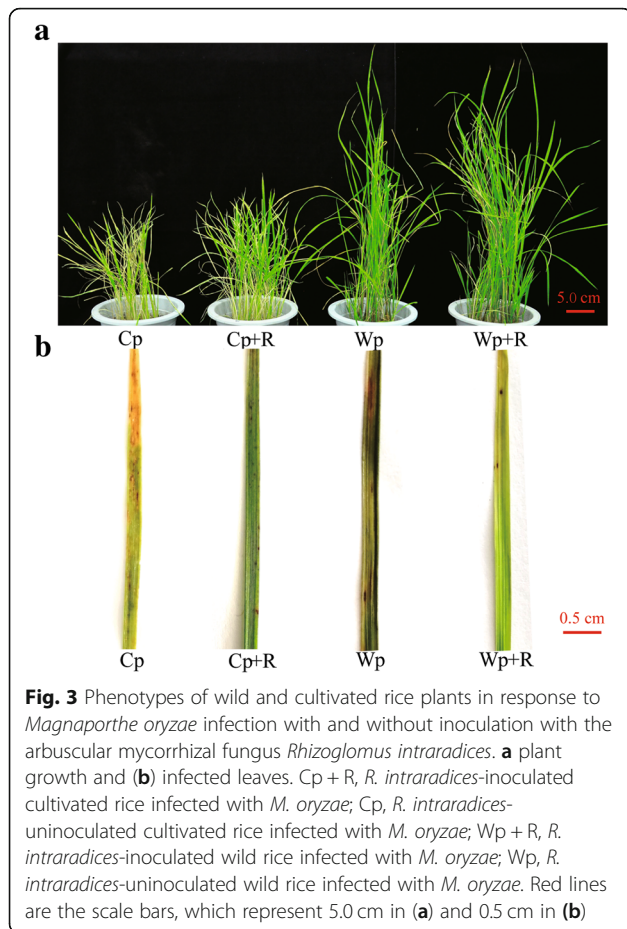 a
5.0 cm
Cp Cp+R Wp Wp+R
b
0.5 cm
Cp Cp+R Wp Wp+R
Fig. 3 Phenotypes of wild and cultivated rice plants in response to
Magnaporthe oryzae infection with and without inoculation with the
arbuscular mycorrhizal fungus Rhizoglomus intraradices. a plant
growth and (b) infected leaves. Cp + R, R. intraradices-inoculated
cultivated rice infected with M. oryzae; Cp, R. intraradices-
uninoculated cultivated rice infected with M. oryzae; Wp + R, R.
intraradices-inoculated wild rice infected with M. oryzae; Wp, R.
intraradices-uninoculated wild rice infected with M. oryzae. Red lines
are the scale bars, which represent 5.0 cm in (a) and 0.5 cm in (b)